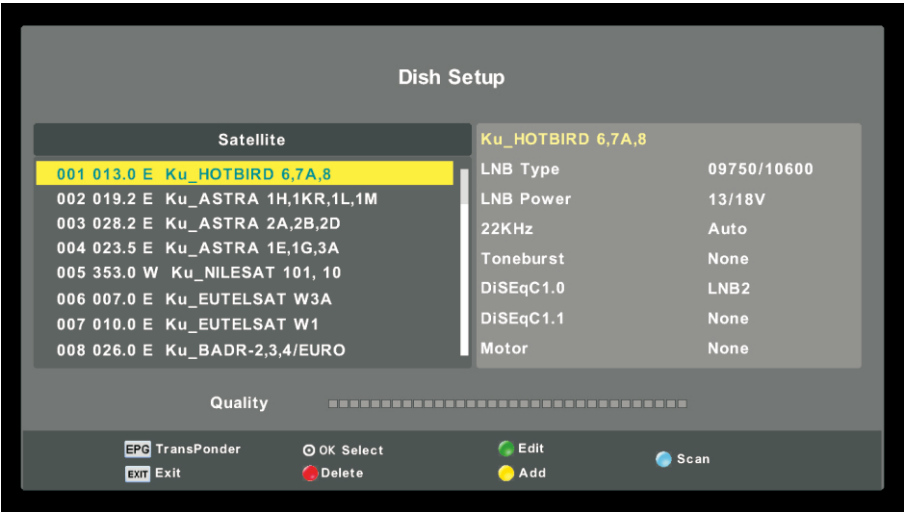 Dish Setup
Satellite
001 013.0 E Ku_HOTBIRD 6,7A,8
002 019.2 E Ku_ASTRA 1H,1KR,1L,1M
003 028.2 E Ku_ASTRA 2A,2B,2D
004 023.5 E Ku_ASTRA 1E,1G,3A
005 353.0 W Ku_NILESAT 101, 10
006 007.0 E Ku_EUTELSAT W3A
007 010.0 E Ku_EUTELSAT W1
008 026.0 E Ku_BADR-2,3,4/EURO
Ku_HOTBIRD 6,7A,8
LNB Type 09750/10600
LNB Power 13/18V
22KHz Auto
Toneburst None
DiSEqC1.0 LNB2
DiSEqC1.1 None
Motor None
Quality
EPG TransPonder OK Select Edit Scan
EXIT Exit Delete Add